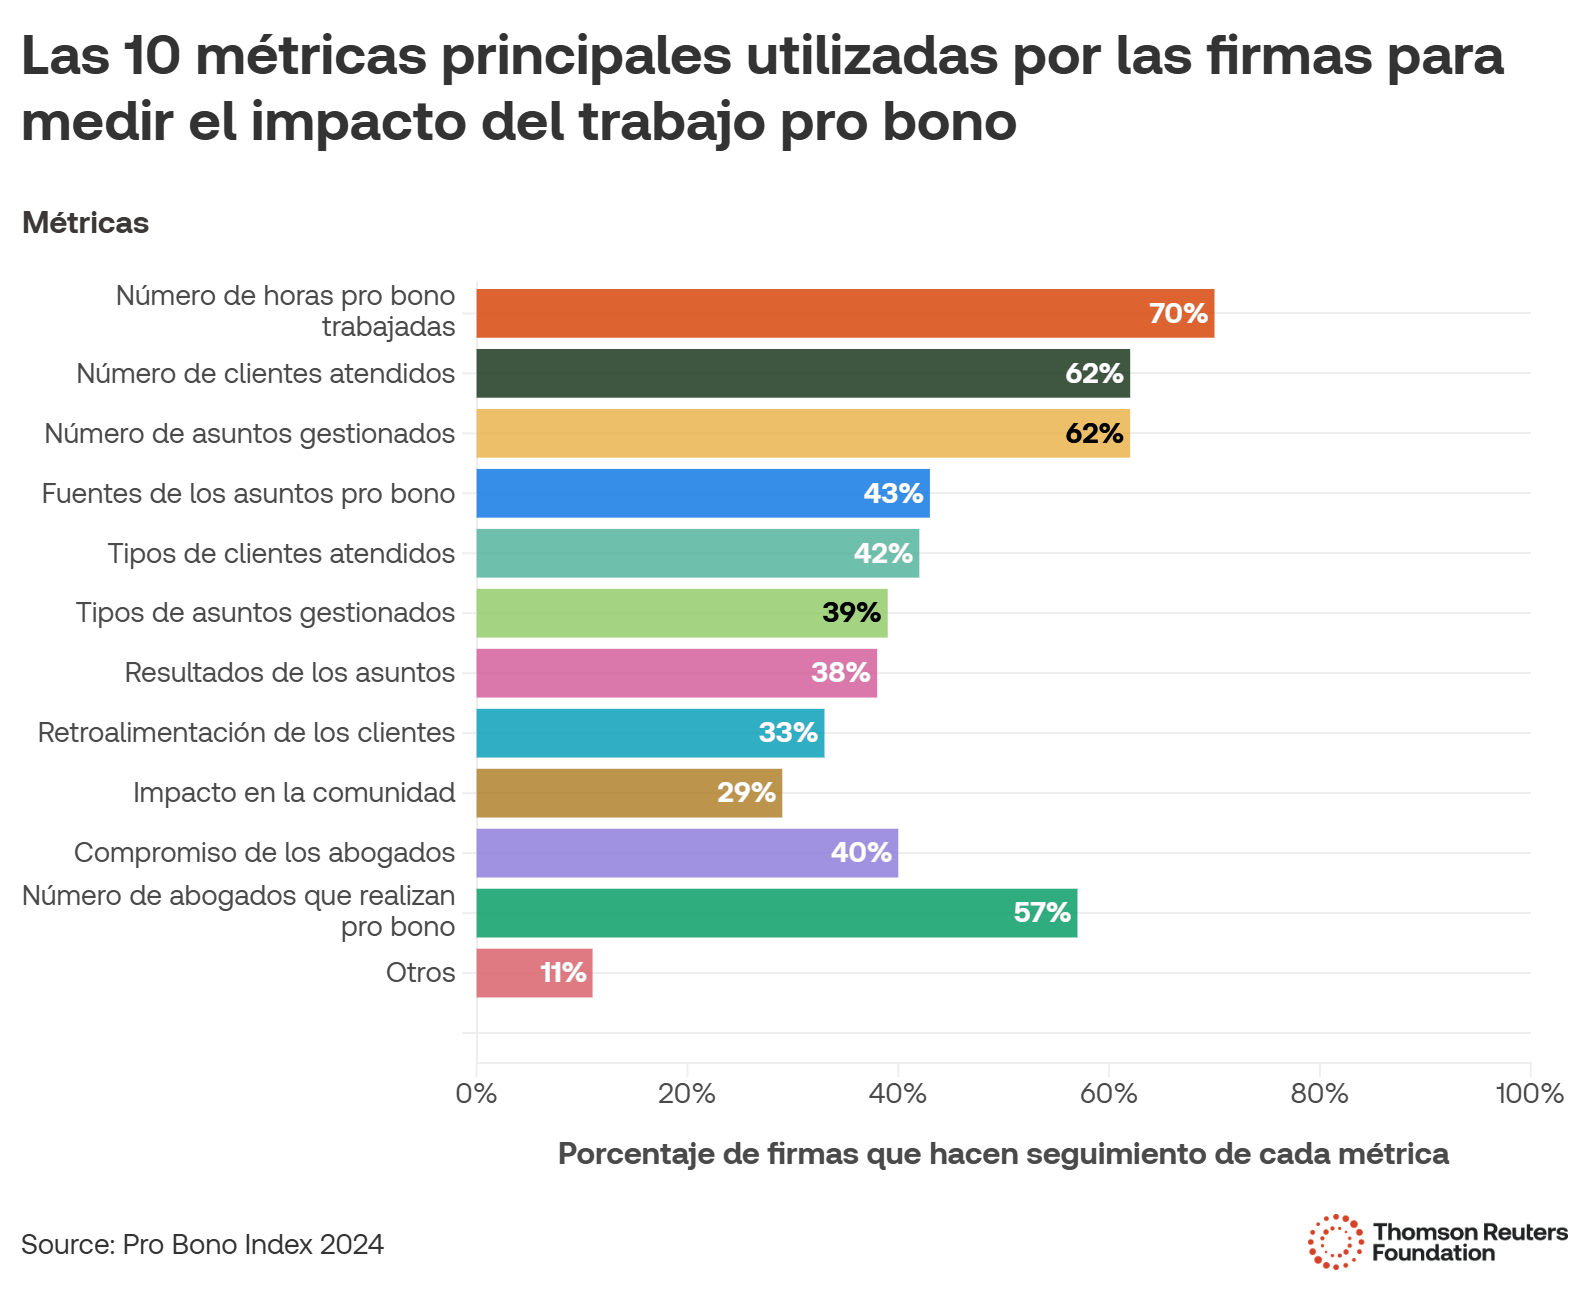 Las 10 métricas principales utilizadas por las firmas para
medir el impacto del trabajo pro bono
Métricas
Número de horas pro bono
trabajadas
70%
Número de clientes atendidos
62%
Número de asuntos gestionados
62%
Fuentes de los asuntos pro bono
43%
Tipos de clientes atendidos
42%
Tipos de asuntos gestionados
39%
Resultados de los asuntos
38%
Retroalimentación de los clientes
33%
Impacto en la comunidad
29%
Compromiso de los abogados
40%
Número de abogados que realizan
pro bono
57%
Otros
11%
0% 20% 40% 60% 80% 100%
Porcentaje de firmas que hacen seguimiento de cada métrica
Source: Pro Bono Index 2024
Thomson Reuters
Foundation